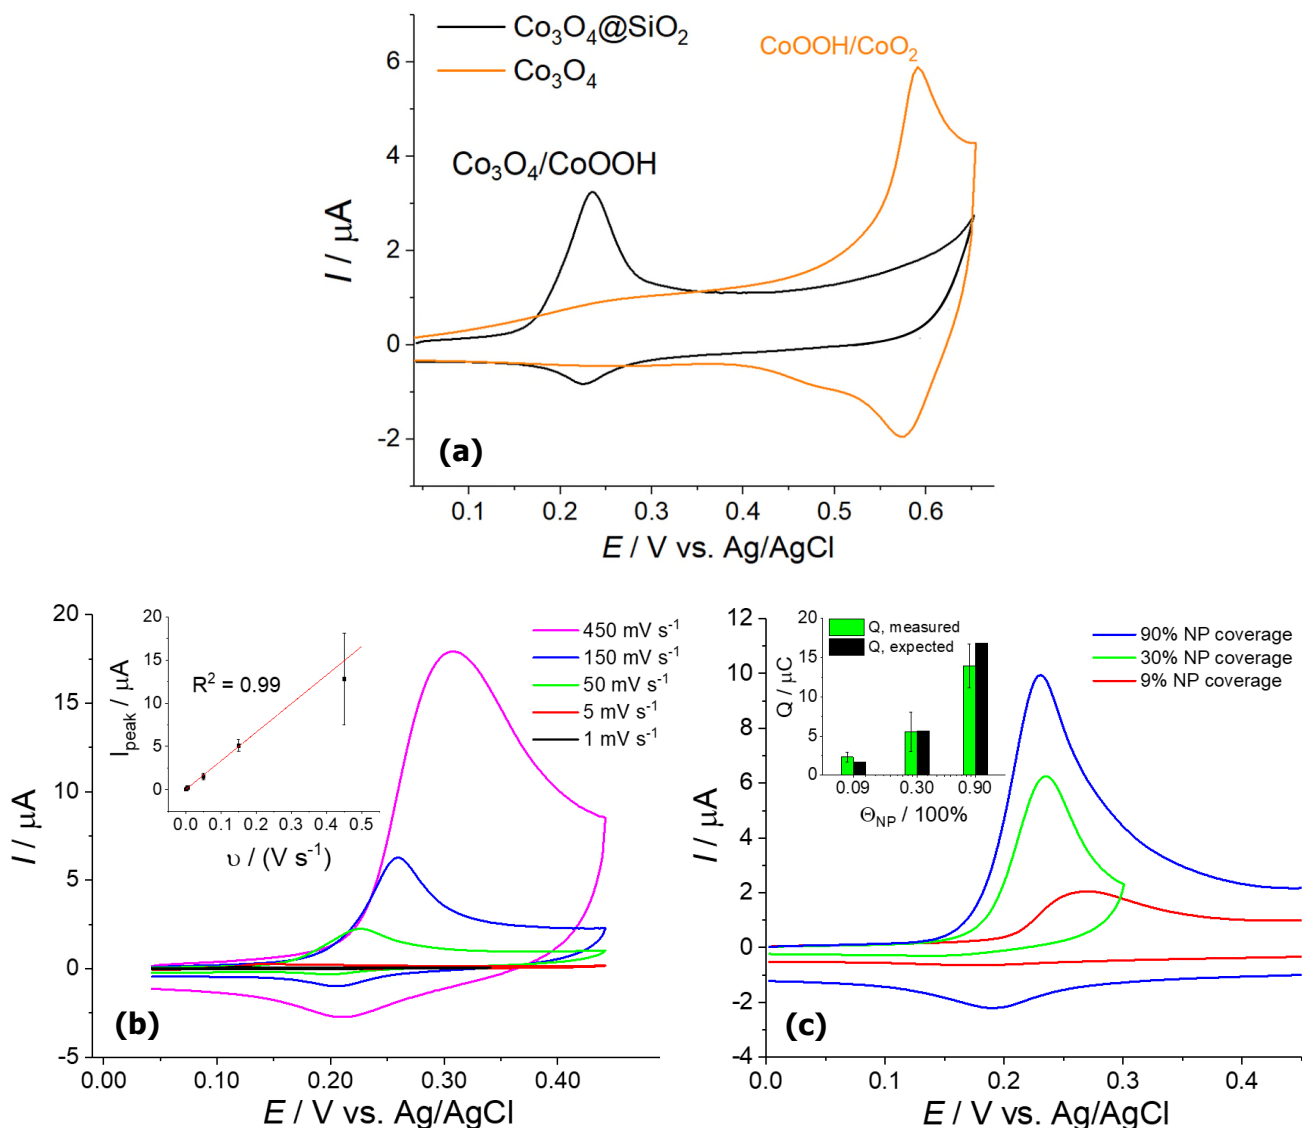 Co₃O₄@SiO₂
Co₃O₄
CoOOH/CoO₂
Co₃O₄/CoOOH
I / μA
6
4
2
0
-2
(a)
0.1 0.2 0.3 0.4 0.5 0.6
E / V vs. Ag/AgCl
20
15
10
5
0
-5
I / μA
I_peak / μA
20
15
10
5
0
R² = 0.99
0.0 0.1 0.2 0.3 0.4 0.5
υ / (V s⁻¹)
450 mV s⁻¹
150 mV s⁻¹
50 mV s⁻¹
5 mV s⁻¹
1 mV s⁻¹
(b)
0.00 0.10 0.20 0.30 0.40
E / V vs. Ag/AgCl
12
10
8
6
4
2
0
-2
-4
I / μA
Q / μC
20
15
10
5
0
Q, measured
Q, expected
0.09 0.30 0.90
Θ_NP / 100%
90% NP coverage
30% NP coverage
9% NP coverage
(c)
0.0 0.1 0.2 0.3 0.4
E / V vs. Ag/AgCl